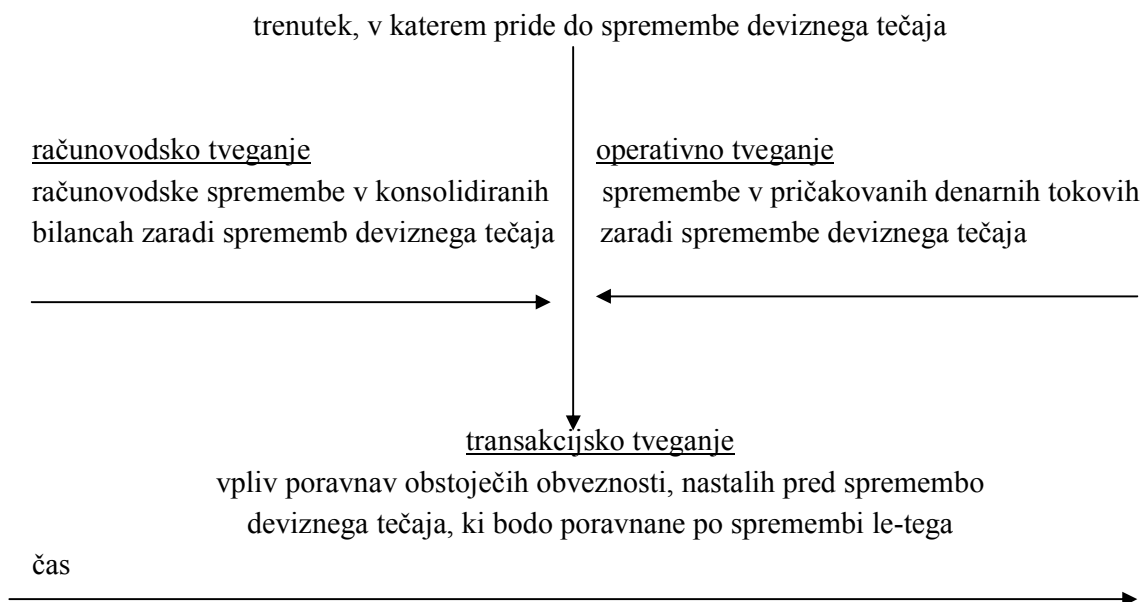 trenutek, v katerem pride do spremembe deviznega tečaja
računovodsko tveganje
računovodske spremembe v konsolidiranih
bilancah zaradi sprememb deviznega tečaja
operativno tveganje
spremembe v pričakovanih denarnih tokovih
zaradi spremembe deviznega tečaja
transakcijsko tveganje
vpliv poravnav obstoječih obveznosti, nastalih pred spremembo
deviznega tečaja, ki bodo poravnane po spremembi le-tega
čas